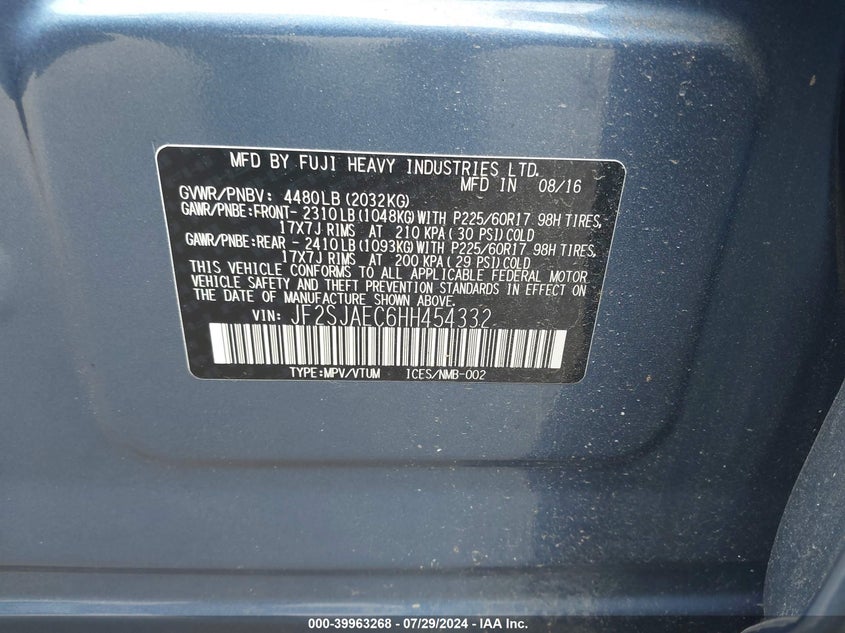 MFD BY FUJI HEAVY INDUSTRIES LTD.
MFD IN 08/16
GVWR/PNBV: 4480LB (2032KG)
GAWR/PNBE:FRONT- 2310LB (1048KG) WITH P225/60R17 98H TIRES,
17X7J RIMS AT 210 KPA ( 30 PSI) COLD
GAWR/PNBE:REAR - 2410LB (1093KG) WITH P225/60R17 98H TIRES,
17X7J RIMS AT 200 KPA ( 29 PSI) COLD
THIS VEHICLE CONFORMS TO ALL APPLICABLE FEDERAL MOTOR
VEHICLE SAFETY AND THEFT PREVENTION STANDARDS IN EFFECT ON
THE DATE OF MANUFACTURE SHOWN ABOVE.
VIN: JF2SJAEC6HH454332
TYPE:MPV/VTUM ICES/NMB-002
000-39963268 - 07/29/2024 - IAA Inc.